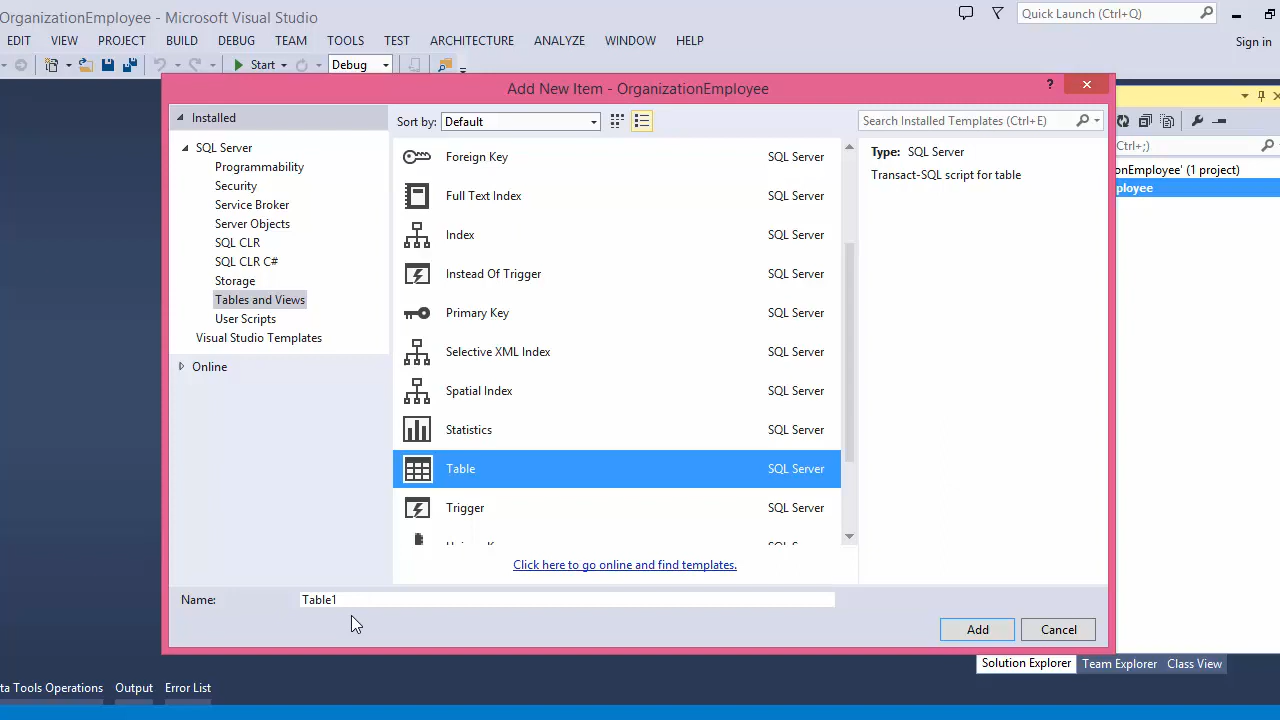 OrganizationEmployee - Microsoft Visual Studio
Quick Launch (Ctrl+Q)
EDIT VIEW PROJECT BUILD DEBUG TEAM TOOLS TEST ARCHITECTURE ANALYZE WINDOW HELP
Sign in
Start Debug
Add New Item - OrganizationEmployee
?
Installed
Sort by: Default
Search Installed Templates (Ctrl+E)
Ctrl+;)
SQL Server
Programmability
Security
Service Broker
Server Objects
SQL CLR
SQL CLR C#
Storage
Tables and Views
User Scripts
Visual Studio Templates
Online
Foreign Key SQL Server
Full Text Index SQL Server
Index SQL Server
Instead Of Trigger SQL Server
Primary Key SQL Server
Selective XML Index SQL Server
Spatial Index SQL Server
Statistics SQL Server
Table SQL Server
Trigger SQL Server
Click here to go online and find templates.
Type: SQL Server
Transact-SQL script for table
onEmployee' (1 project)
ployee
Name: Table1
Add Cancel
Solution Explorer Team Explorer Class View
ta Tools Operations Output Error List